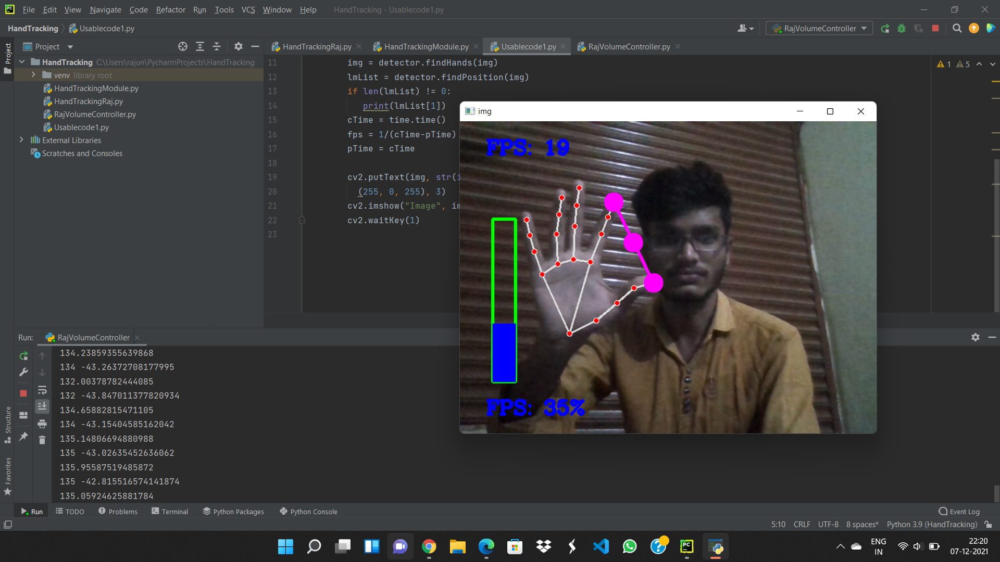 File Edit View Navigate Code Refactor Run Tools VCS Window Help HandTracking - Usablecode1.py
HandTracking Usablecode1.py RajVolumeController
Project HandTrackingRaj.py HandTrackingModule.py Usablecode1.py RajVolumeController.py
Project
HandTracking C:\Users\rajun\PycharmProjects\HandTracking
venv library root
HandTrackingModule.py
HandTrackingRaj.py
RajVolumeController.py
Usablecode1.py
External Libraries
Scratches and Consoles
1 5
11 img = detector.findHands(img)
12 lmList = detector.findPosition(img)
13 if len(lmList) != 0:
14 print(lmList[1])
15 cTime = time.time()
16 fps = 1/(cTime-pTime)
17 pTime = cTime
18
19 cv2.putText(img, str(i
20 (255, 0, 255), 3)
21 cv2.imshow("Image", im
22 cv2.waitKey(1)
23
img
FPS: 19
FPS: 35%
Run: RajVolumeController
134.23859355639868
134 -43.26372708177995
132.00378782444085
132 -43.847011377820934
134.65882815471105
134 -43.15404585162042
135.14806694880988
135 -43.02635452636062
135.95587519485872
135 -42.815516574141874
135.05924625881784
Structure
Favorites
Run TODO Problems Terminal Python Packages Python Console Event Log
5:10 CRLF UTF-8 8 spaces* Python 3.9 (HandTracking)
PC
ENG
IN
22:20
07-12-2021